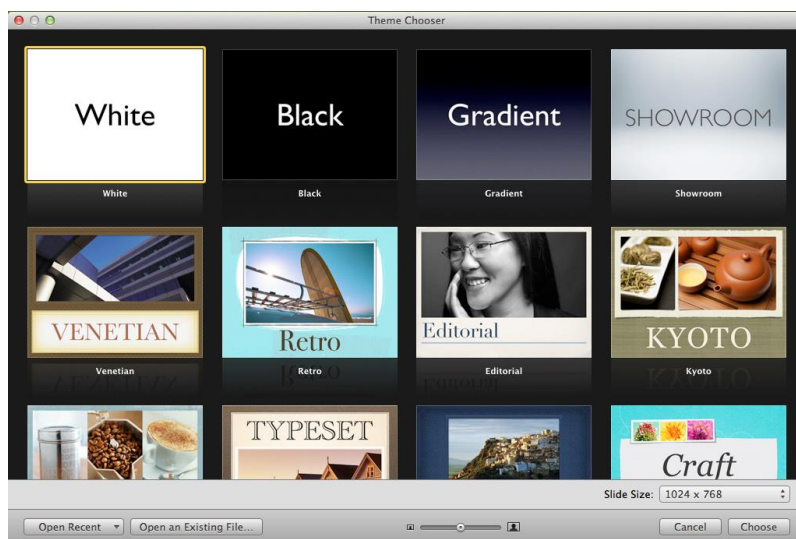 Theme Chooser
White
Black
Gradient
SHOWROOM
White
Black
Gradient
Showroom
VENETIAN
Retro
Editorial
KYOTO
Venetian
Retro
Editorial
Kyoto
TYPESET
Craft
Slide Size: 1024 x 768
Open Recent
Open an Existing File...
Cancel
Choose